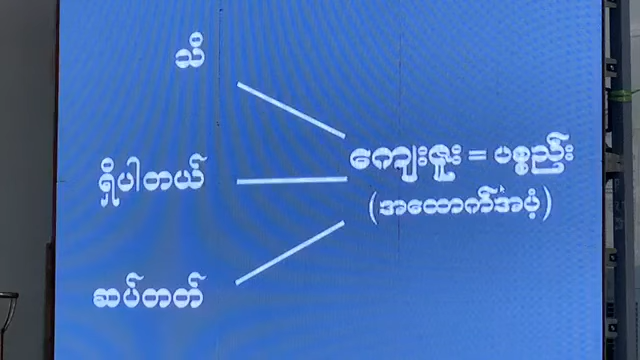 သိ
ရှိပါတယ်
ဆပ်တတ်
ကျေးဇူး = ပစ္စည်း
(အထောက်အပံ့)